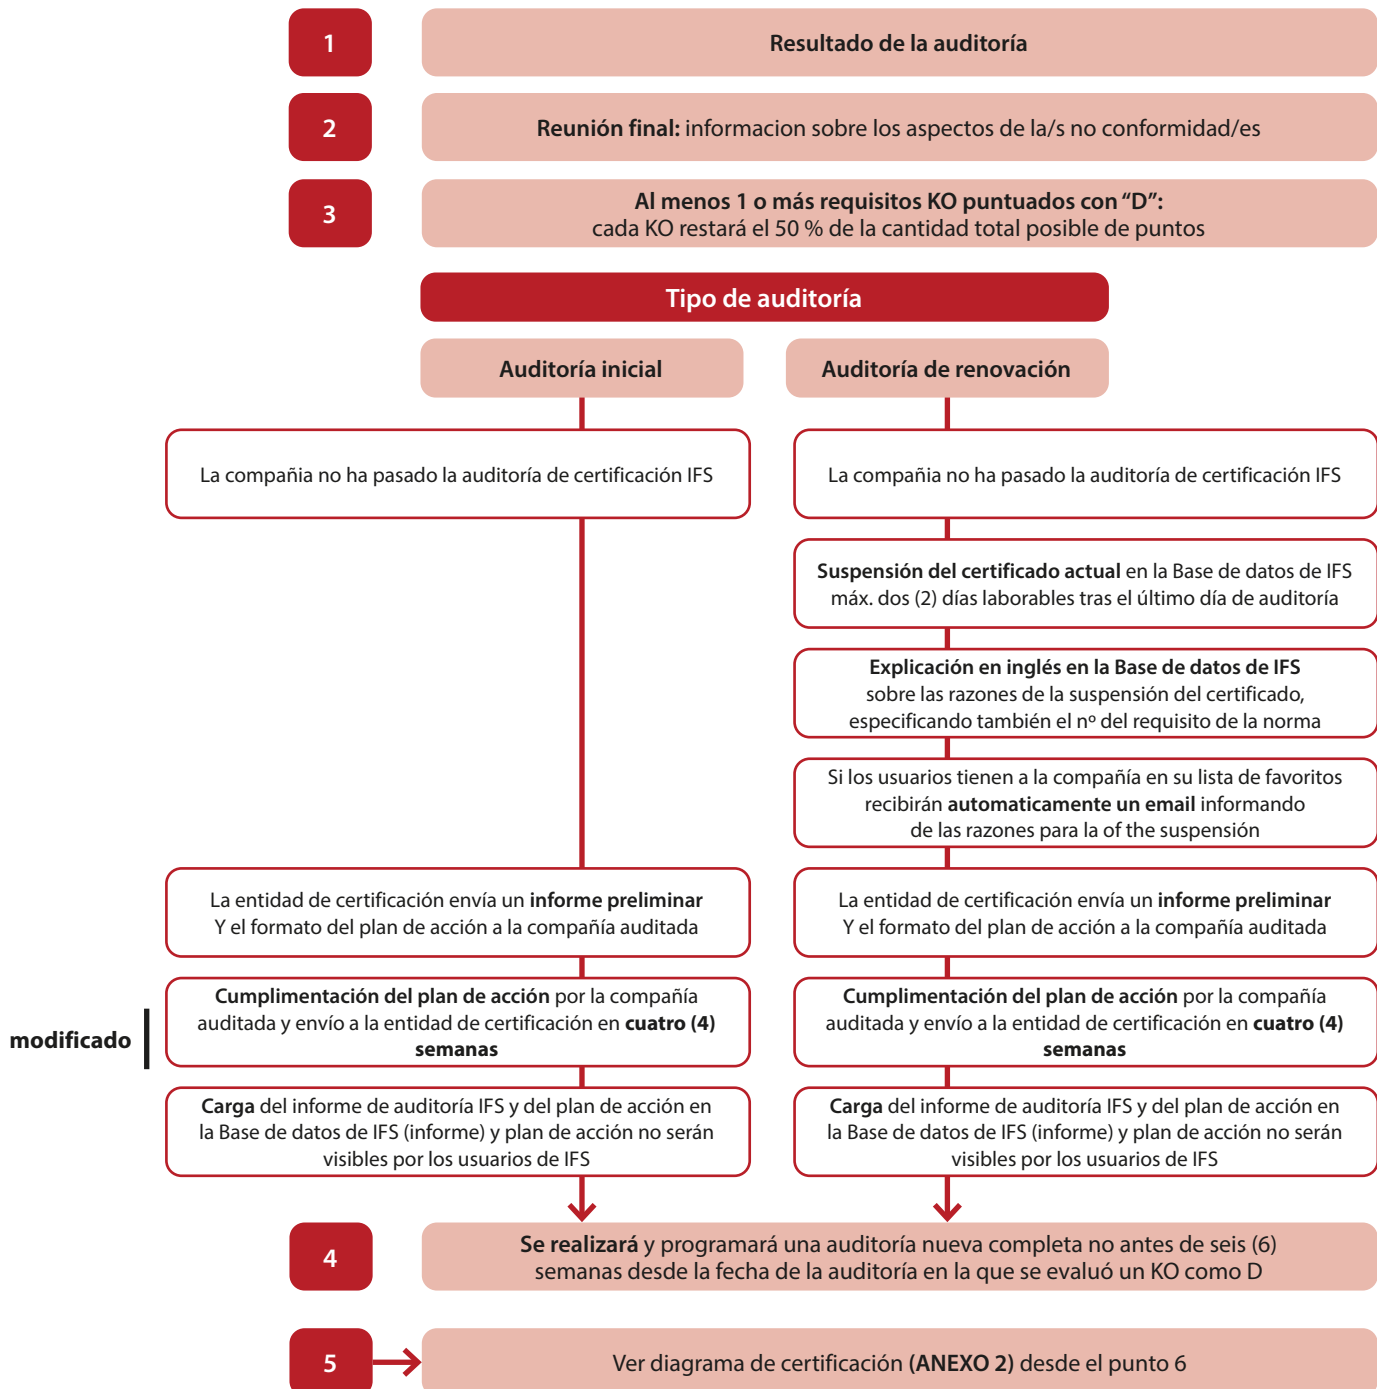 1
Resultado de la auditoría
2
Reunión final: informacion sobre los aspectos de la/s no conformidad/es
3
Al menos 1 o más requisitos KO puntuados con “D”:
cada KO restará el 50 % de la cantidad total posible de puntos
Tipo de auditoría
Auditoría inicial
Auditoría de renovación
La compañia no ha pasado la auditoría de certificación IFS
La compañia no ha pasado la auditoría de certificación IFS
Suspensión del certificado actual en la Base de datos de IFS
máx. dos (2) días laborables tras el último día de auditoría
Explicación en inglés en la Base de datos de IFS
sobre las razones de la suspensión del certificado,
especificando también el nº del requisito de la norma
Si los usuarios tienen a la compañía en su lista de favoritos
recibirán automaticamente un email informando
de las razones para la of the suspensión
La entidad de certificación envía un informe preliminar
Y el formato del plan de acción a la compañía auditada
La entidad de certificación envía un informe preliminar
Y el formato del plan de acción a la compañía auditada
modificado
Cumplimentación del plan de acción por la compañía
auditada y envío a la entidad de certificación en cuatro (4)
semanas
Cumplimentación del plan de acción por la compañía
auditada y envío a la entidad de certificación en cuatro (4)
semanas
Carga del informe de auditoría IFS y del plan de acción en
la Base de datos de IFS (informe) y plan de acción no serán
visibles por los usuarios de IFS
Carga del informe de auditoría IFS y del plan de acción en
la Base de datos de IFS (informe) y plan de acción no serán
visibles por los usuarios de IFS
4
Se realizará y programará una auditoría nueva completa no antes de seis (6)
semanas desde la fecha de la auditoría en la que se evaluó un KO como D
5
Ver diagrama de certificación (ANEXO 2) desde el punto 6